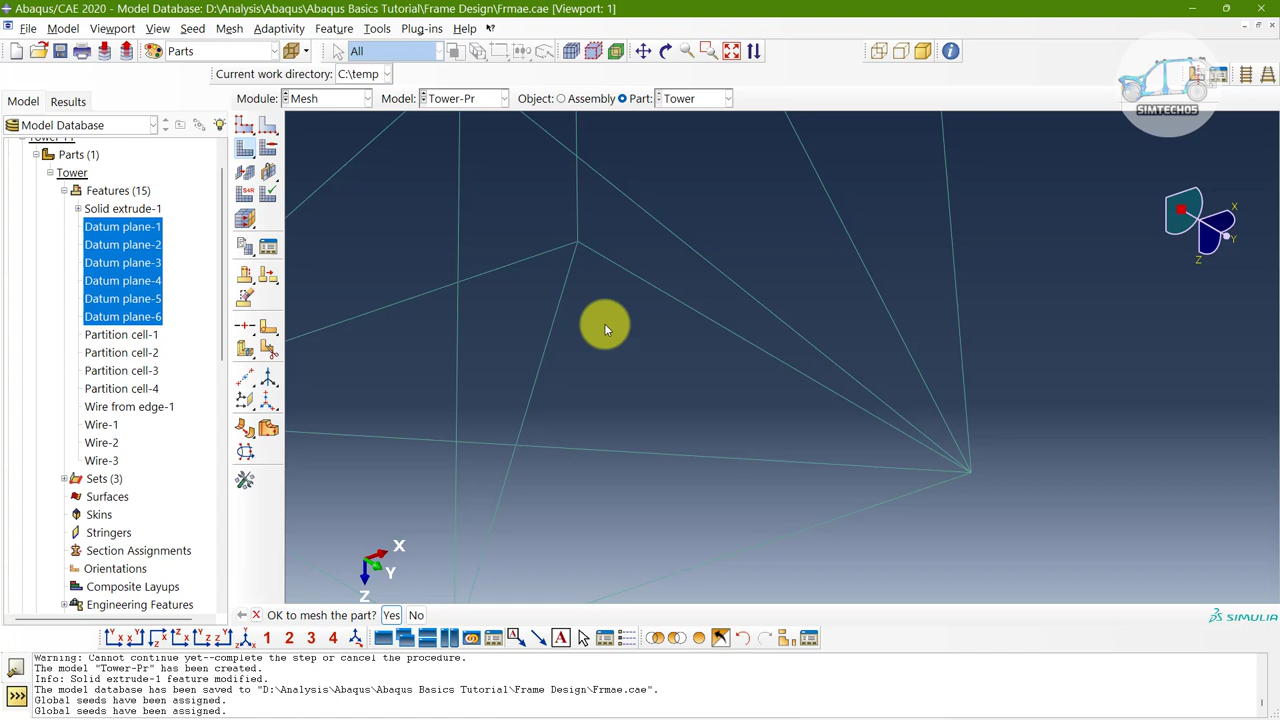 Abaqus/CAE 2020 - Model Database: D:\Analysis\Abaqus\Abaqus Basics Tutorial\Frame Design\Frmae.cae [Viewport: 1]
File Model Viewport View Seed Mesh Adaptivity Feature Tools Plug-ins Help
Parts All
Current work directory: C:\temp
SIMTECH05
Model Results Module: Mesh Model: Tower-Pr Object: Assembly Part: Tower
Model Database
Parts (1)
Tower
Features (15)
Solid extrude-1
Datum plane-1
Datum plane-2
Datum plane-3
Datum plane-4
Datum plane-5
Datum plane-6
Partition cell-1
Partition cell-2
Partition cell-3
Partition cell-4
Wire from edge-1
Wire-1
Wire-2
Wire-3
Sets (3)
Surfaces
Skins
Stringers
Section Assignments
Orientations
Composite Layups
Engineering Features
X
Y
Z
X
Y
Z
OK to mesh the part? Yes No
SIMULIA
1 2 3 4
Warning: Cannot continue yet--complete the step or cancel the procedure.
The model "Tower-Pr" has been created.
Info: Solid extrude-1 feature modified.
The model database has been saved to "D:\Analysis\Abaqus\Abaqus Basics Tutorial\Frame Design\Frmae.cae".
Global seeds have been assigned.
Global seeds have been assigned.